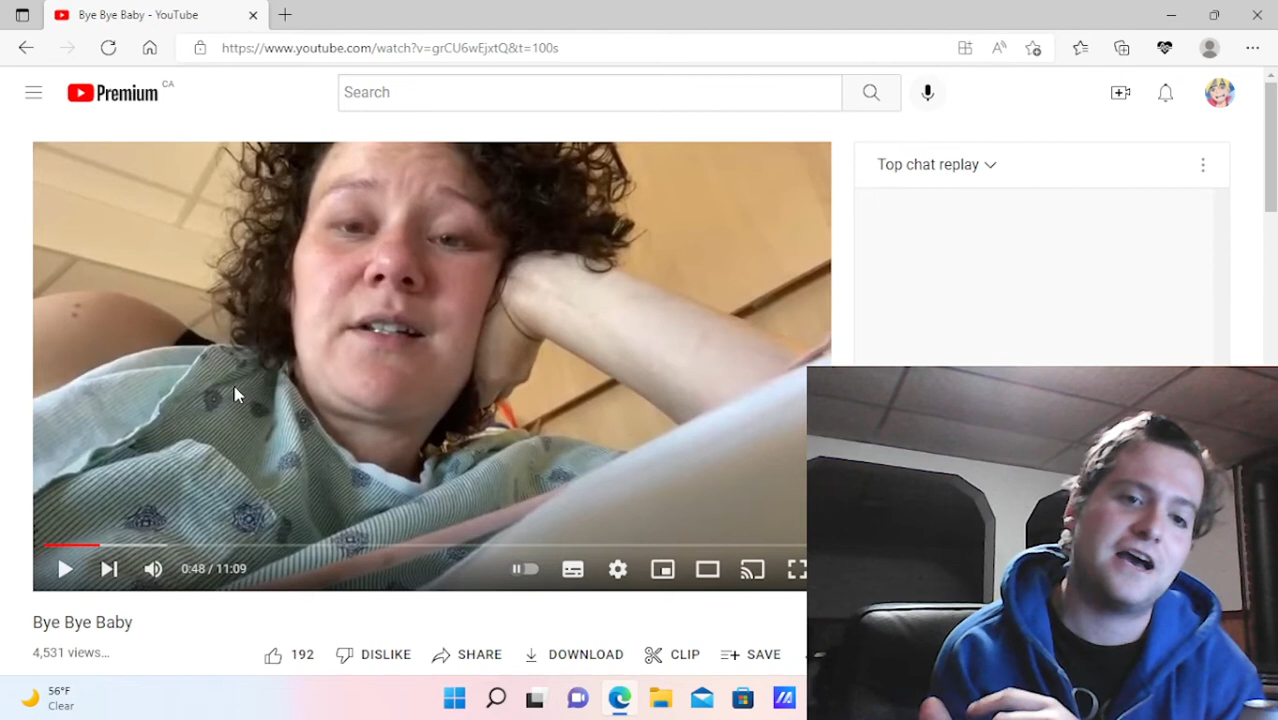 Bye Bye Baby - YouTube
https://www.youtube.com/watch?v=grCU6wEjxtQ&t=100s
Premium CA
Search
Top chat replay
0:48 / 11:09
Bye Bye Baby
4,531 views...
192 DISLIKE SHARE DOWNLOAD CLIP SAVE
56°F
Clear